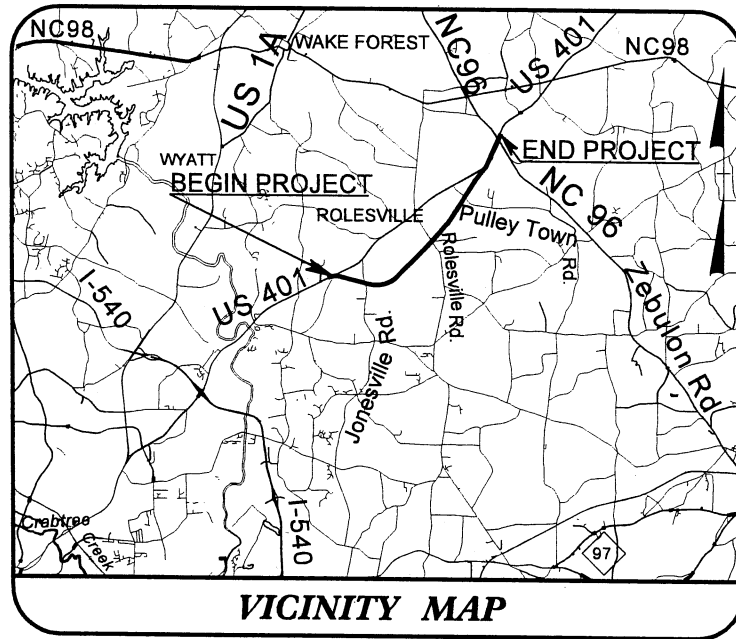 NC98
US 1A
WAKE FOREST
NC96
US 401
NC98
WYATT
BEGIN PROJECT
END PROJECT
ROLESVILLE
Pulley Town Rd.
NC 96
I-540
US 401
Rolesville Rd.
Zebulon Rd.
Jonesville Rd.
I-540
Crabtree Creek
97
VICINITY MAP